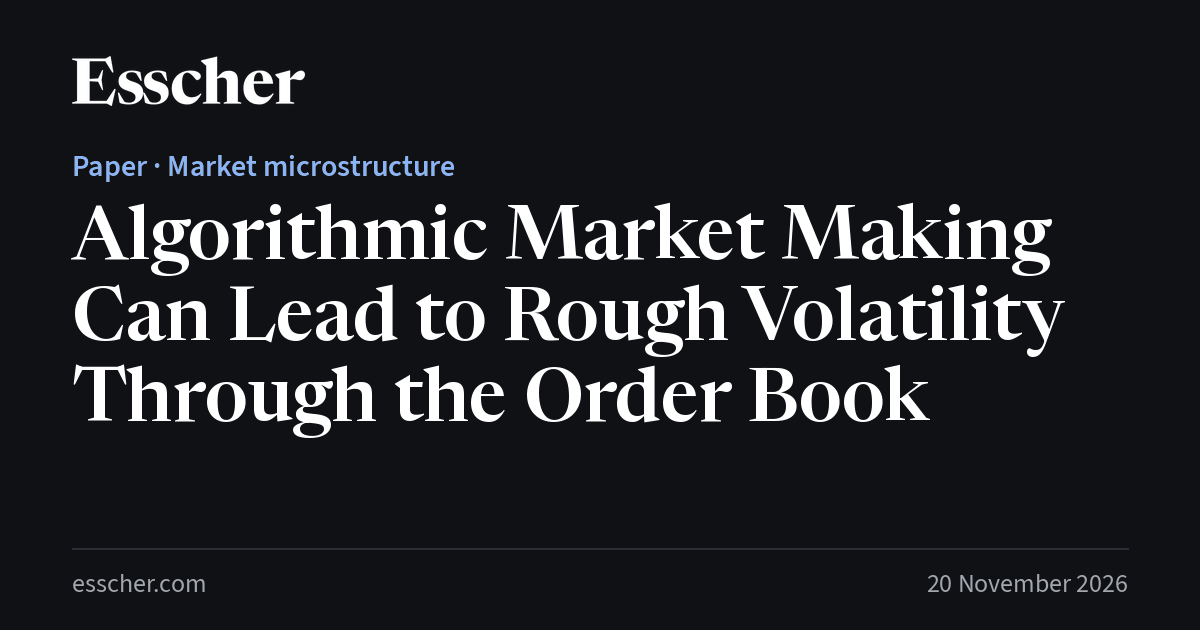 Esscher
Paper · Market microstructure
Algorithmic Market Making
Can Lead to Rough Volatility
Through the Order Book
esscher.com
20 November 2026